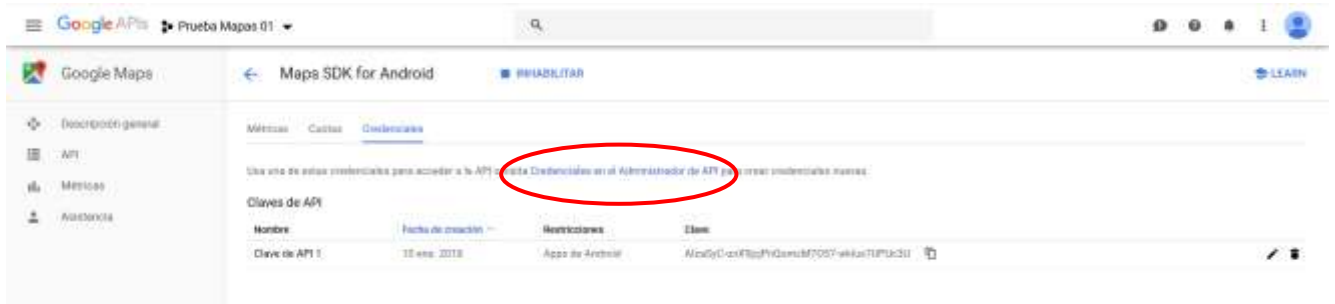 Google APIs Prueba Mapas 01
Google Maps
Maps SDK for Android
INHABILITAR
LEARN
Descripción general
API
Métricas
Asistencia
Métricas Cuotas Credenciales
Usa una de estas credenciales para acceder a la API o visita Credenciales en el Administrador de API para crear credenciales nuevas.
Claves de API
Nombre Fecha de creación Restricciones Clave
Clave de API 1 10 ene. 2018 Apps de Android